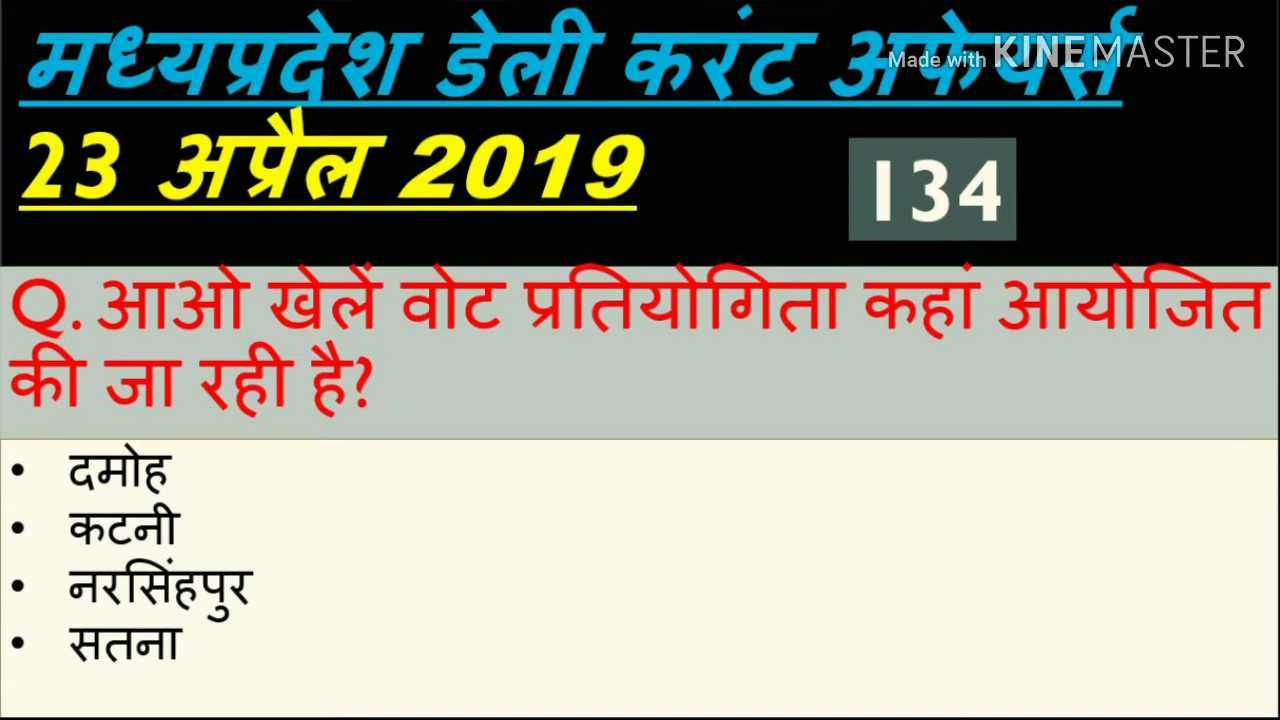 मध्यप्रदेश डेली करंट अफेयर्स
Made with KINEMASTER
23 अप्रैल 2019
134
Q. आओ खेलें वोट प्रतियोगिता कहां आयोजित
की जा रही है?
• दमोह
• कटनी
• नरसिंहपुर
• सतना